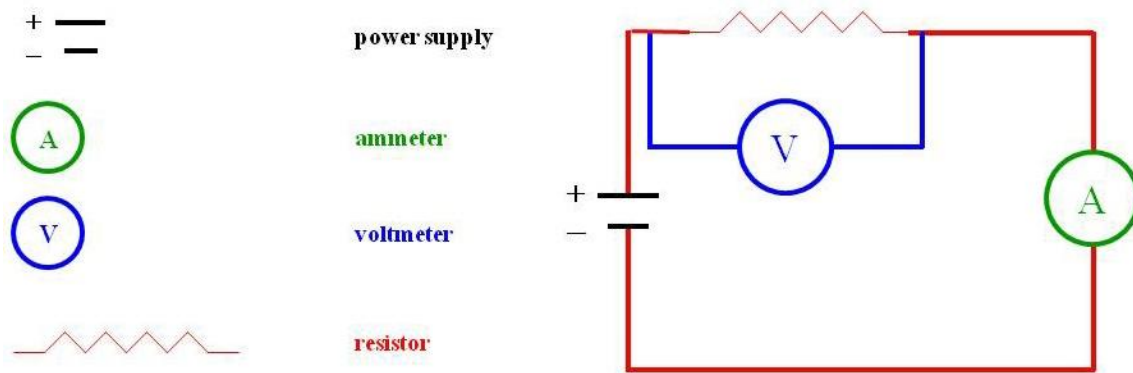 +
− power supply
A ammeter
V voltmeter
resistor
V
+
−
A